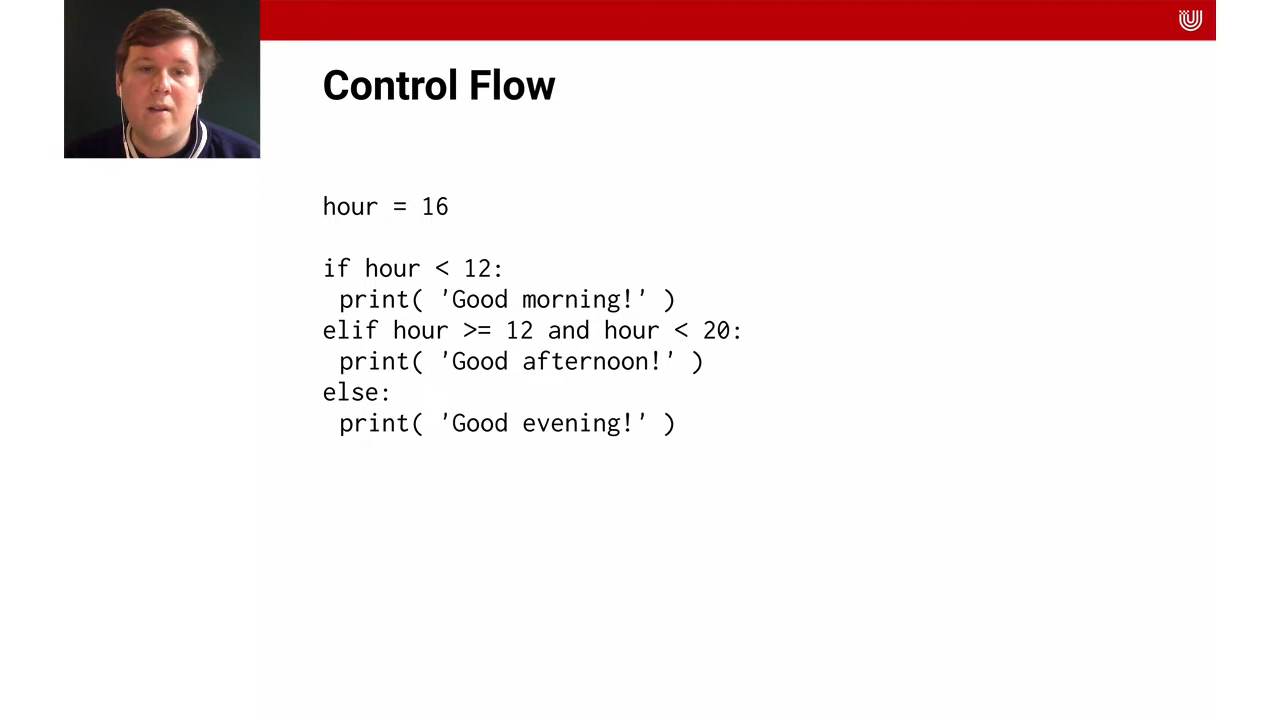 Control Flow
hour = 16
if hour < 12:
 print( 'Good morning!' )
elif hour >= 12 and hour < 20:
 print( 'Good afternoon!' )
else:
 print( 'Good evening!' )